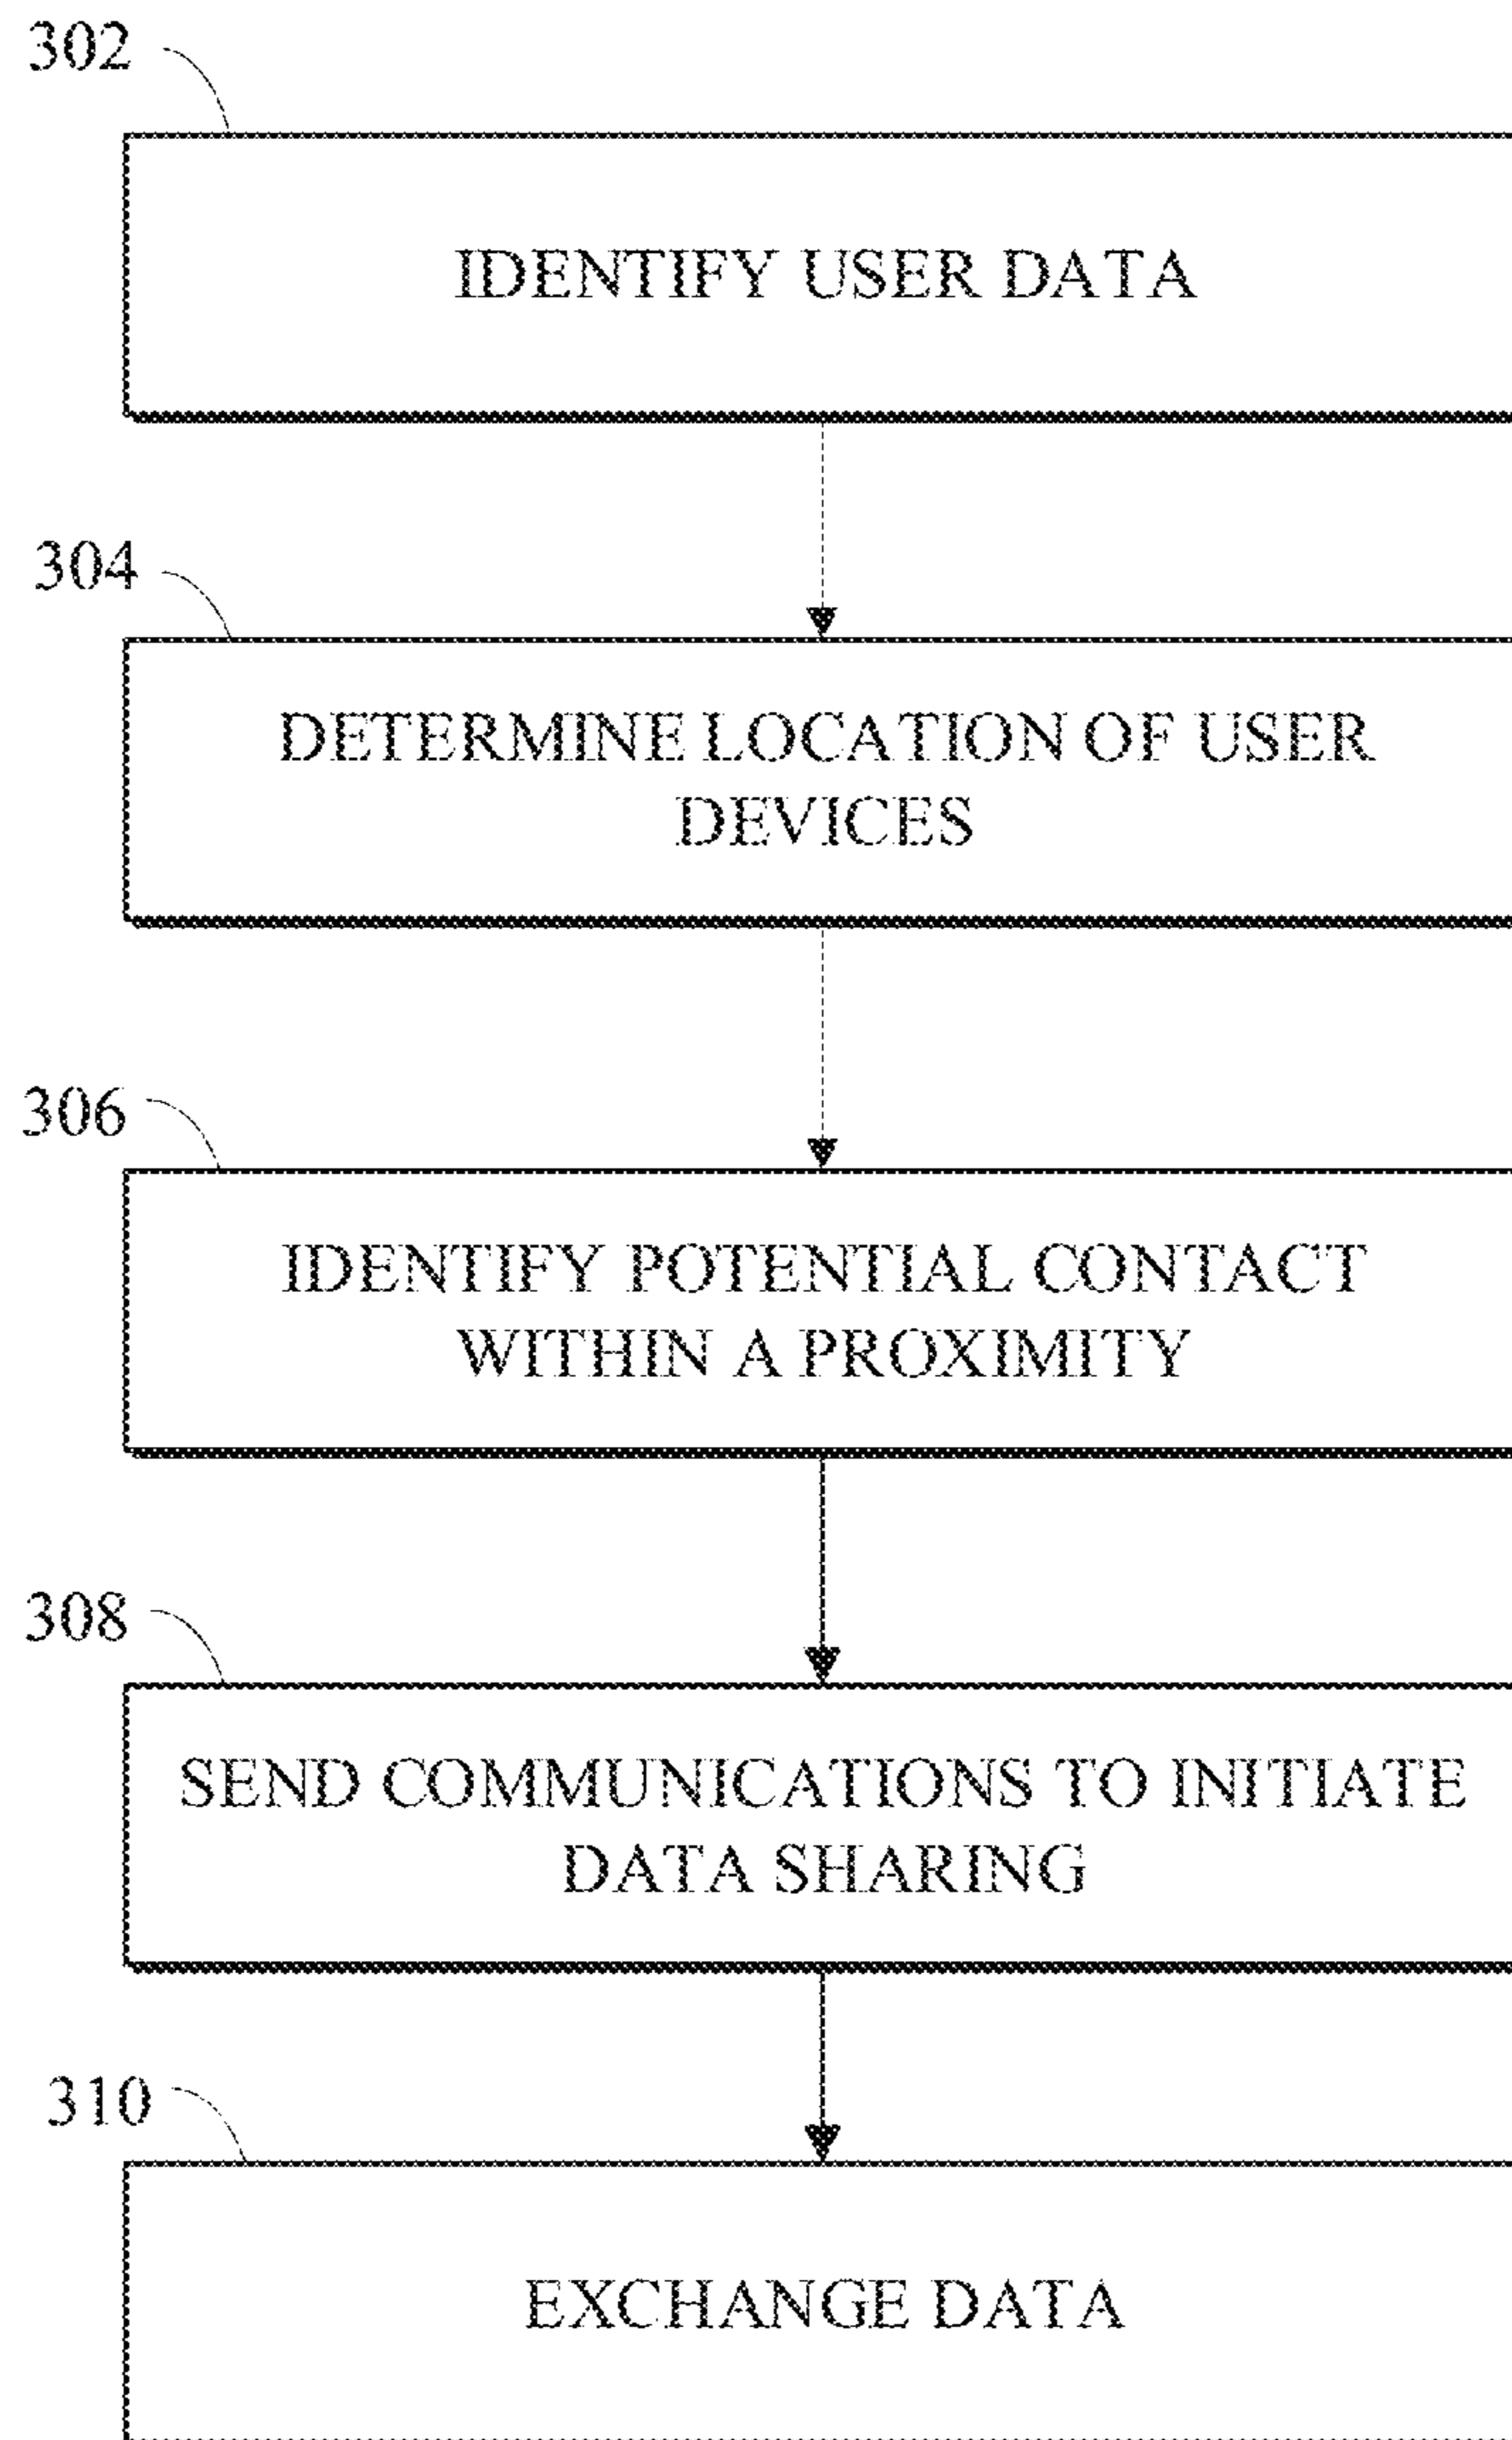 302
IDENTIFY USER DATA
304
DETERMINE LOCATION OF USER
DEVICES
306
IDENTIFY POTENTIAL CONTACT
WITHIN A PROXIMITY
308
SEND COMMUNICATIONS TO INITIATE
DATA SHARING
310
EXCHANGE DATA